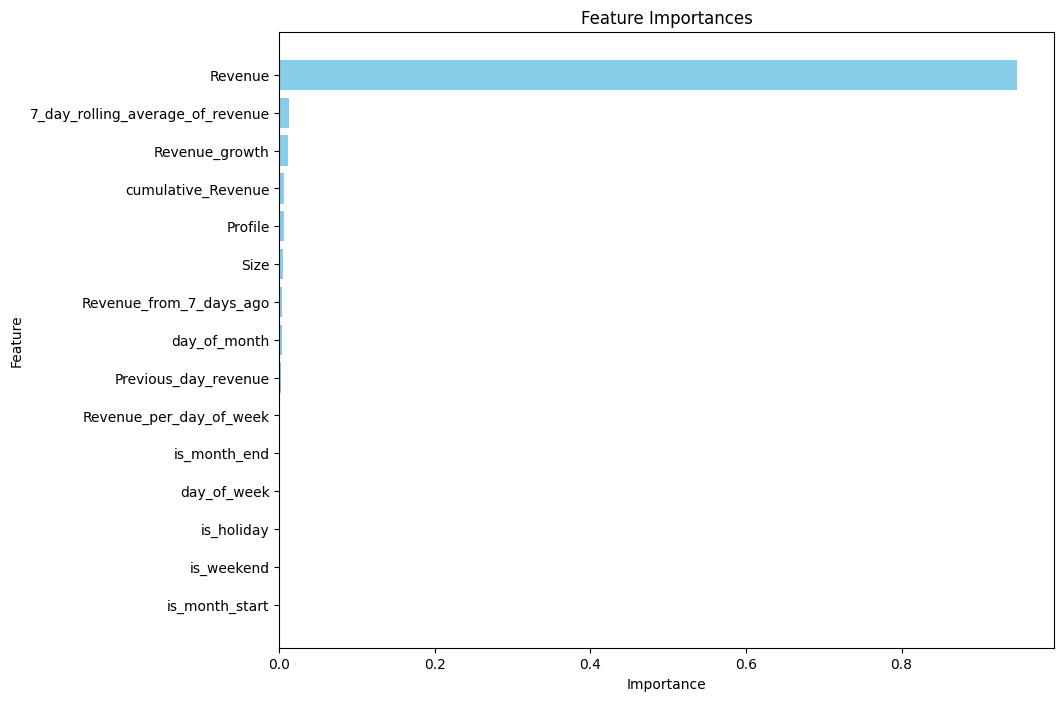 Feature Importances
Feature
Revenue
7_day_rolling_average_of_revenue
Revenue_growth
cumulative_Revenue
Profile
Size
Revenue_from_7_days_ago
day_of_month
Previous_day_revenue
Revenue_per_day_of_week
is_month_end
day_of_week
is_holiday
is_weekend
is_month_start
0.0 0.2 0.4 0.6 0.8
Importance